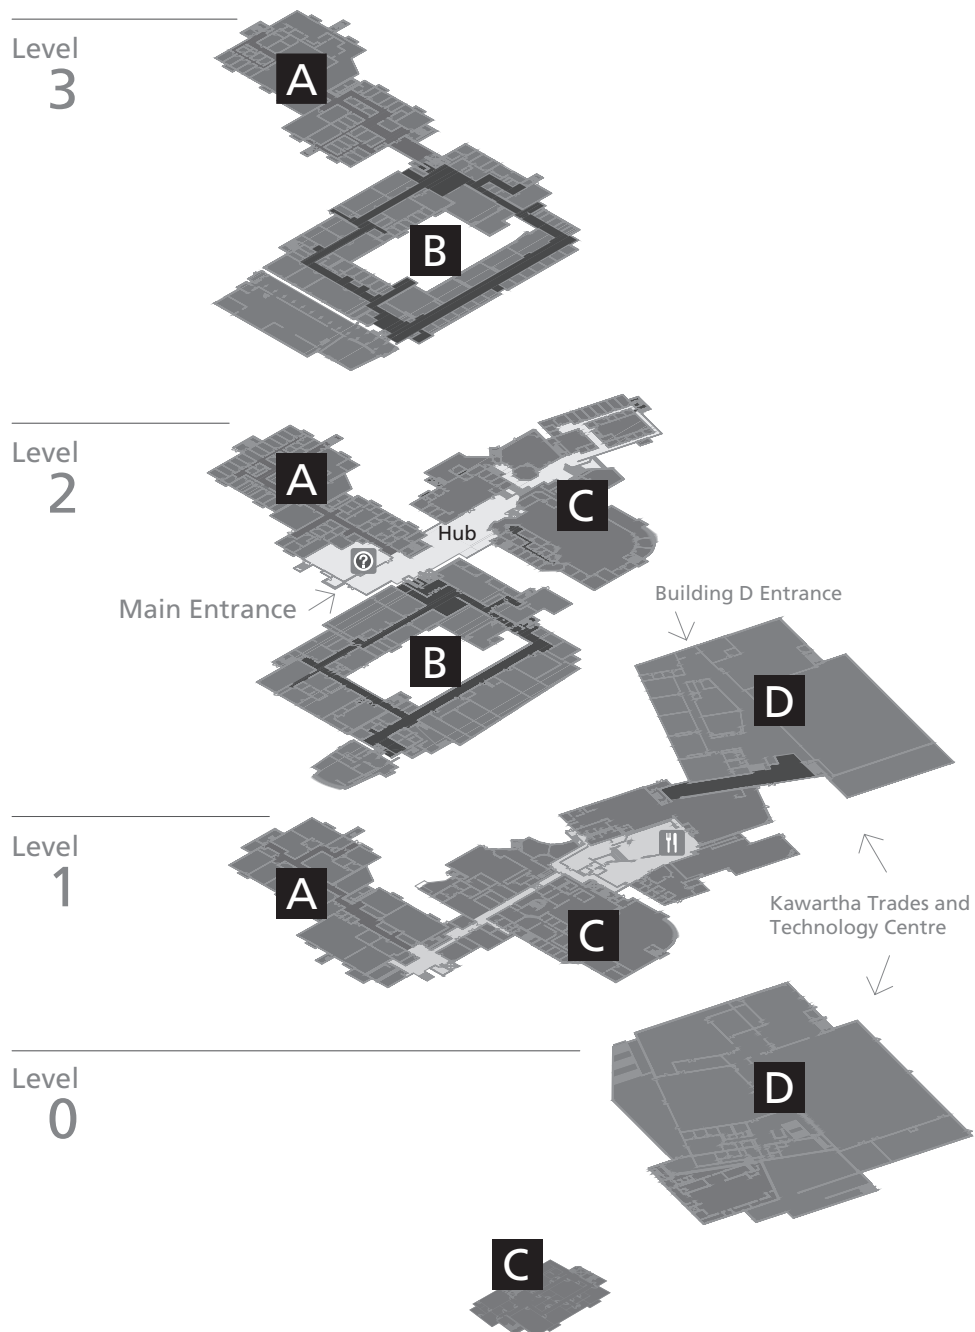 Level
3
A
B
Level
2
A
C
Hub
?
Main Entrance
B
Building D Entrance
D
Level
1
A
C
Kawartha Trades and
Technology Centre
Level
0
D
C